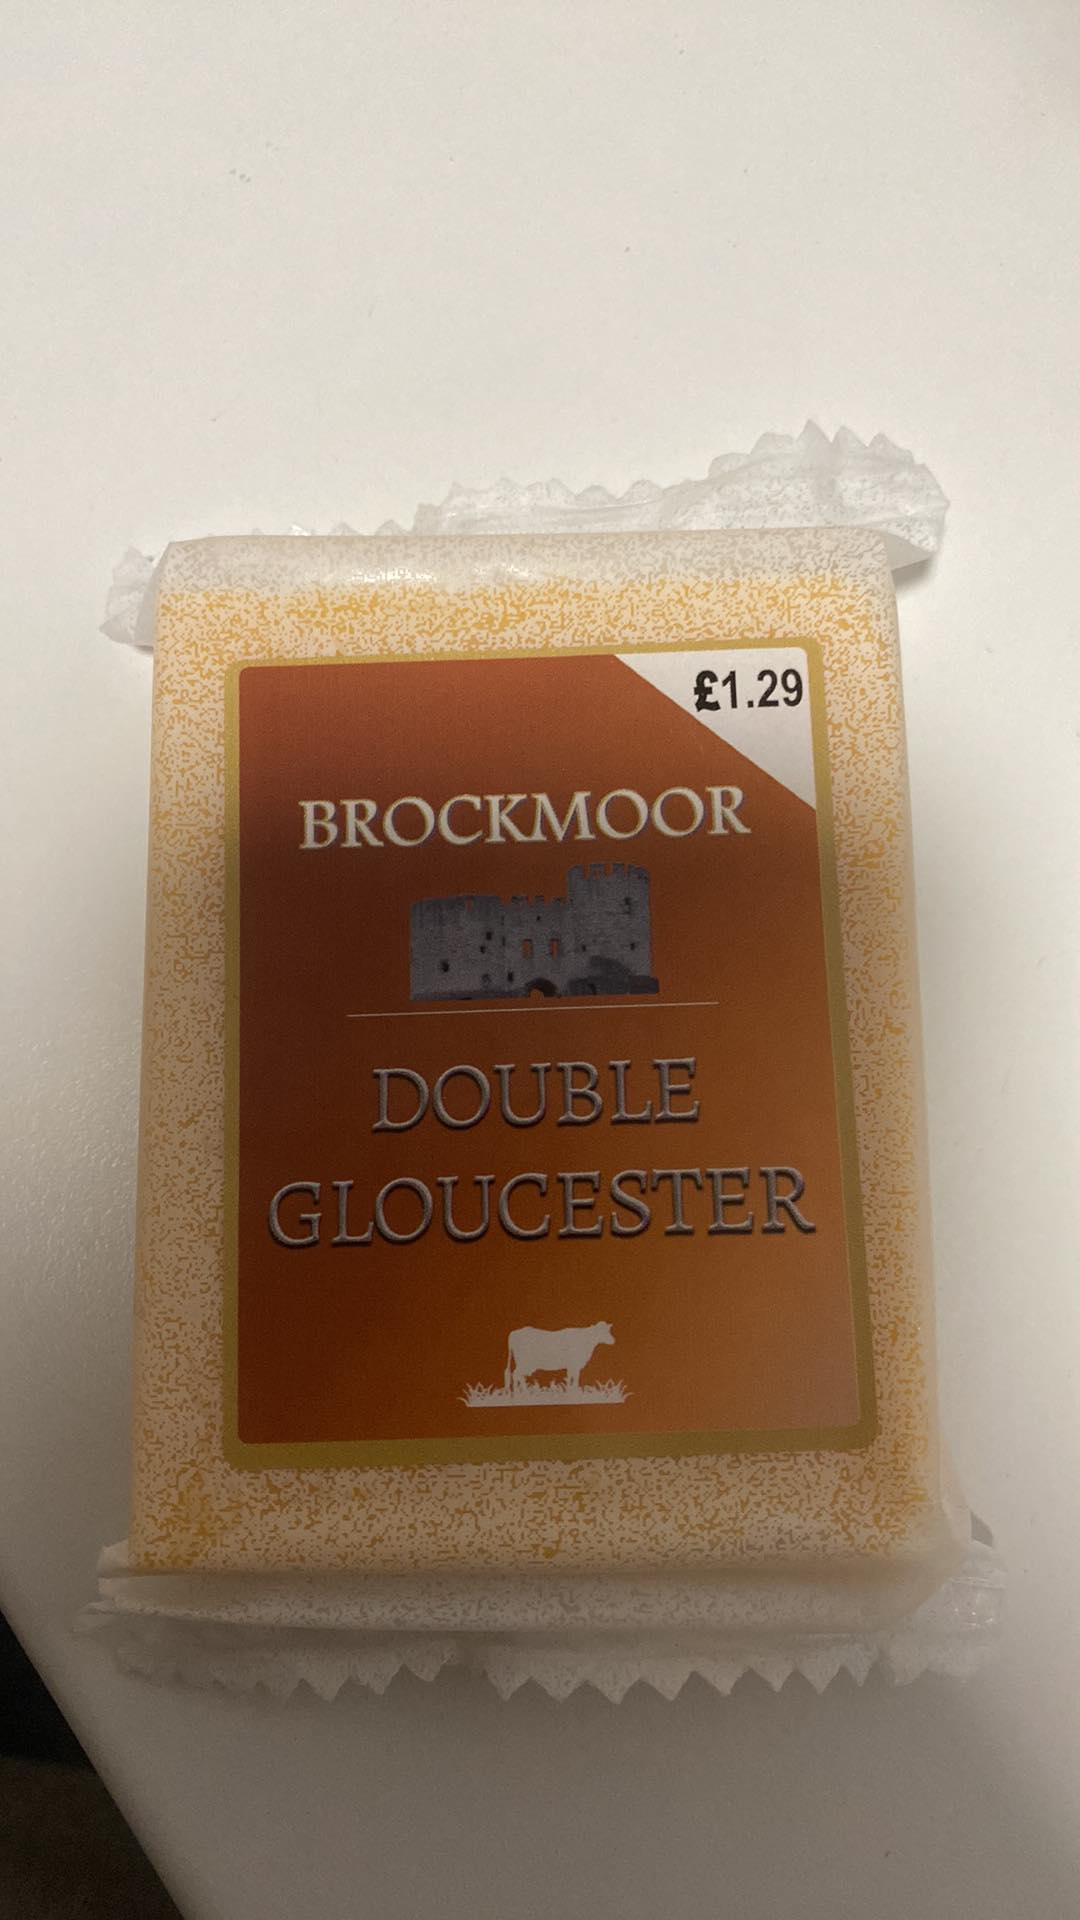 £1.29
BROCKMOOR
DOUBLE
GLOUCESTER